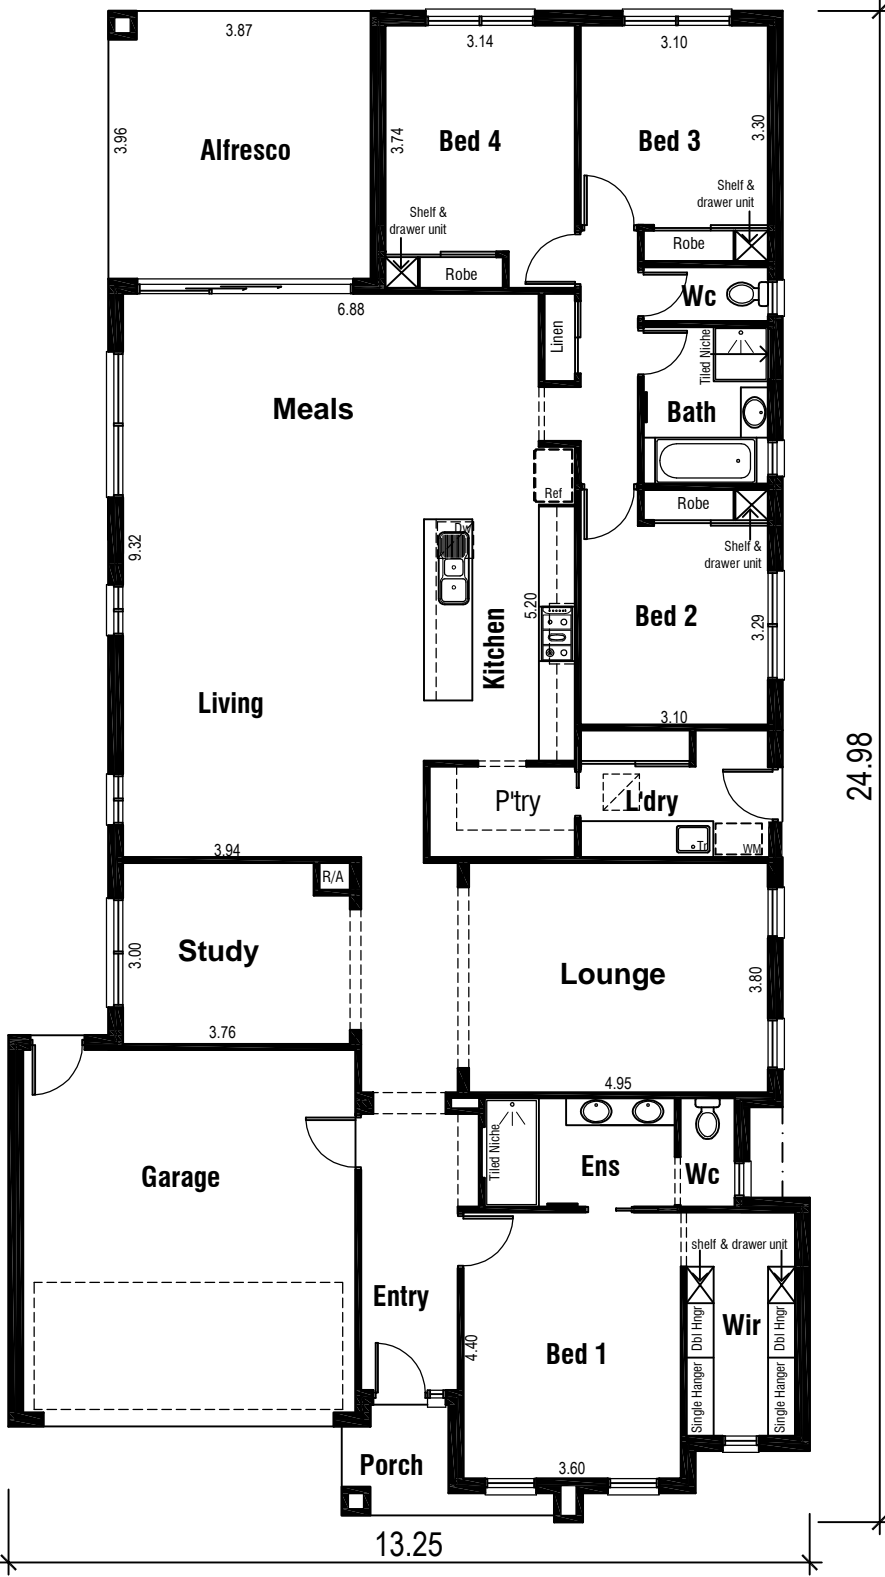 3.87
3.14
3.10
3.96
Alfresco
3.74
Bed 4
Bed 3
3.30
Shelf &
drawer unit
Shelf &
drawer unit
Robe
Robe
Wc
6.88
Linen
Tiled Niche
Meals
Bath
Ref
Robe
Shelf &
drawer unit
Dw
9.32
5.20
Kitchen
Bed 2
3.29
Living
3.10
24.98
P'try
L'dry
Tr
WM
3.94
R/A
Study
3.00
Lounge
3.80
3.76
4.95
Tiled Niche
Garage
Ens
Wc
shelf & drawer unit
Entry
Dbl Hngr
Wir
Dbl Hngr
4.40
Bed 1
Single Hanger
Single Hanger
Porch
3.60
13.25